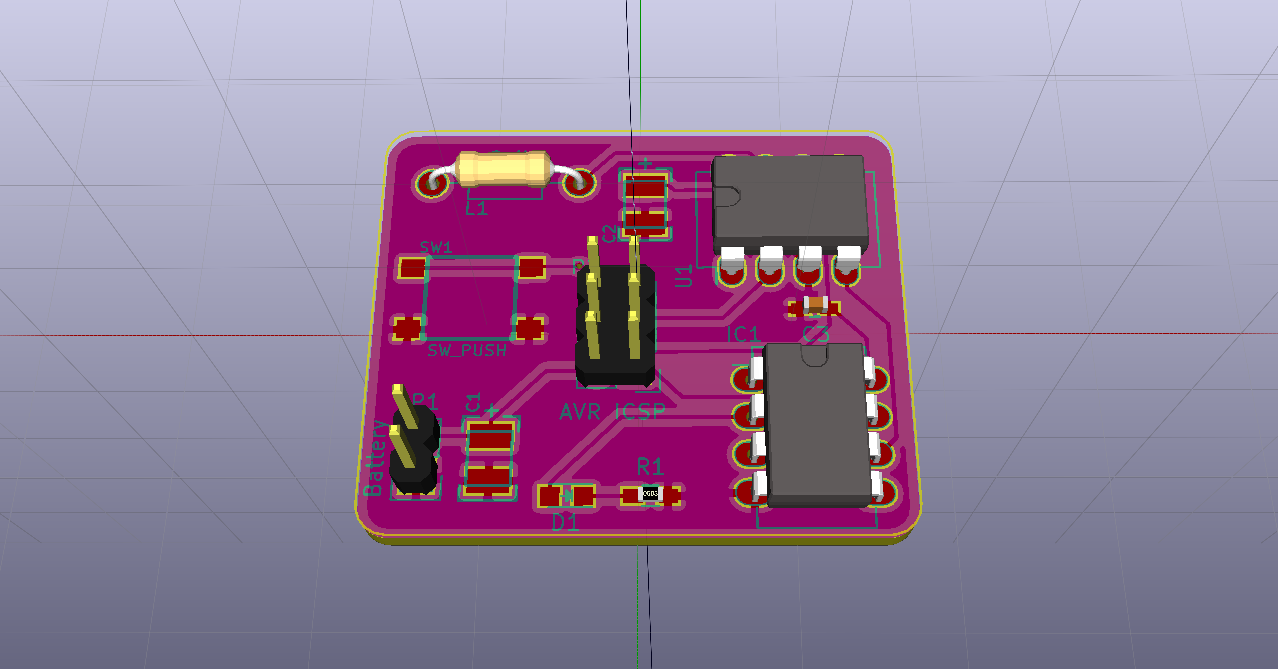 +
L1
C2
SW1
U1
IC1
C3
SW_PUSH
P1
C1
+
AVR ICSP
Battery
R1
D1